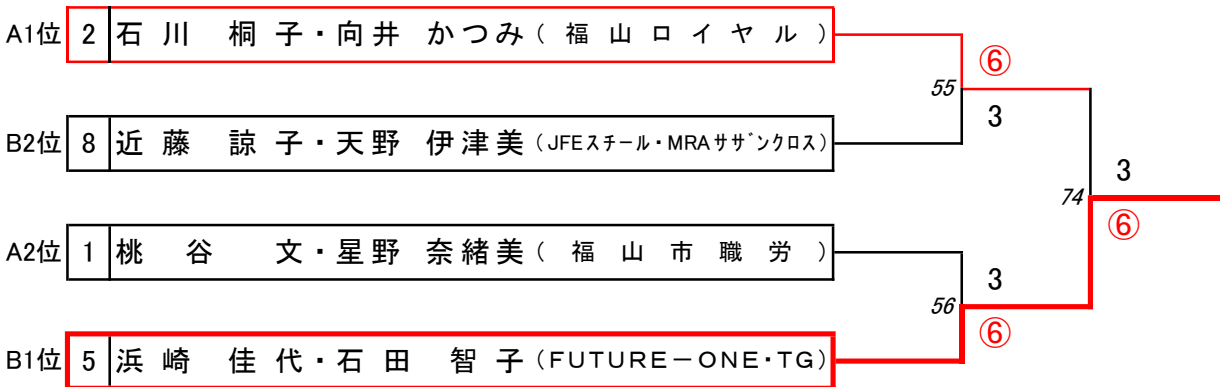 A1位 2 石川 桐子・向井 かつみ(福山ロイヤル)
⑥
55
3
B2位 8 近藤 諒子・天野 伊津美(JFEスチール・MRAサザンクロス)
3
74
⑥
A2位 1 桃谷 文・星野 奈緒美(福山市職労)
3
56
⑥
B1位 5 浜崎 佳代・石田 智子(FUTURE-ONE・TG)